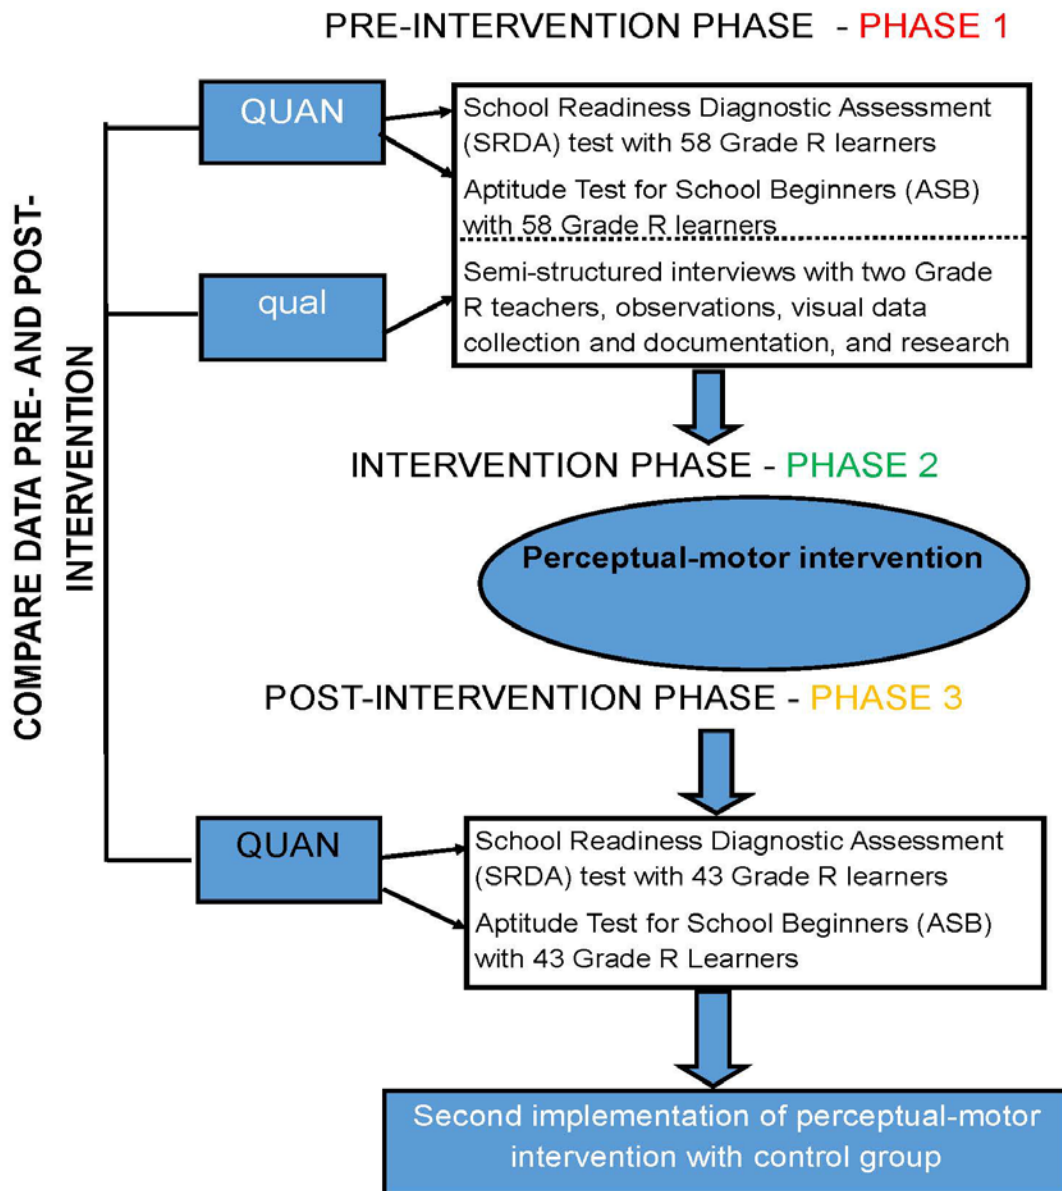 PRE-INTERVENTION PHASE - PHASE 1
COMPARE DATA PRE- AND POST-
INTERVENTION
QUAN
School Readiness Diagnostic Assessment
(SRDA) test with 58 Grade R learners
Aptitude Test for School Beginners (ASB)
with 58 Grade R learners
qual
Semi-structured interviews with two Grade
R teachers, observations, visual data
collection and documentation, and research
INTERVENTION PHASE - PHASE 2
Perceptual-motor intervention
POST-INTERVENTION PHASE - PHASE 3
QUAN
School Readiness Diagnostic Assessment
(SRDA) test with 43 Grade R learners
Aptitude Test for School Beginners (ASB)
with 43 Grade R Learners
Second implementation of perceptual-motor
intervention with control group